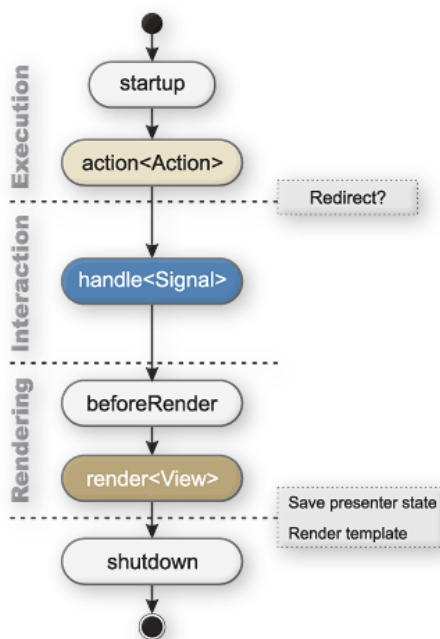 startup
Execution
action<Action>
Redirect?
Interaction
handle<Signal>
beforeRender
Rendering
render<View>
Save presenter state
Render template
shutdown